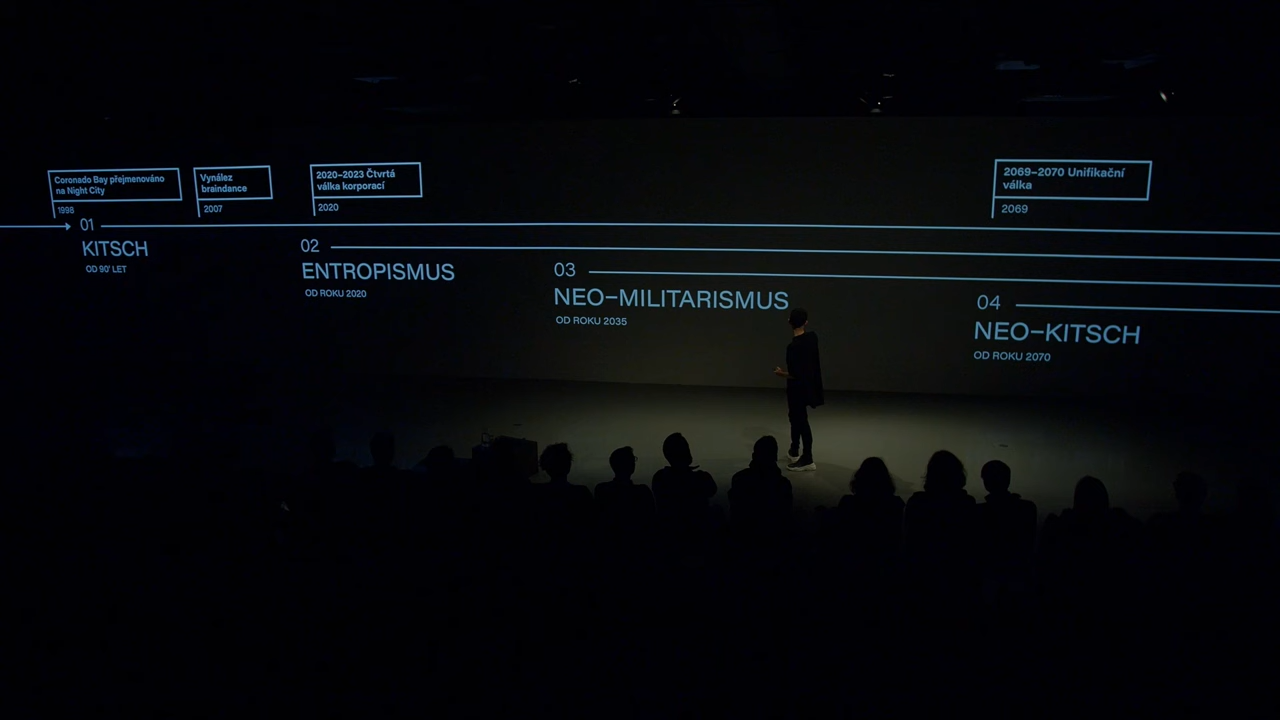 Coronado Bay přejmenováno
na Night City
1998
Vynález
braindance
2007
2020–2023 Čtvrtá
válka korporací
2020
2069–2070 Unifikační
válka
2069
01
KITSCH
OD 90' LET
02
ENTROPISMUS
OD ROKU 2020
03
NEO–MILITARISMUS
OD ROKU 2035
04
NEO–KITSCH
OD ROKU 2070